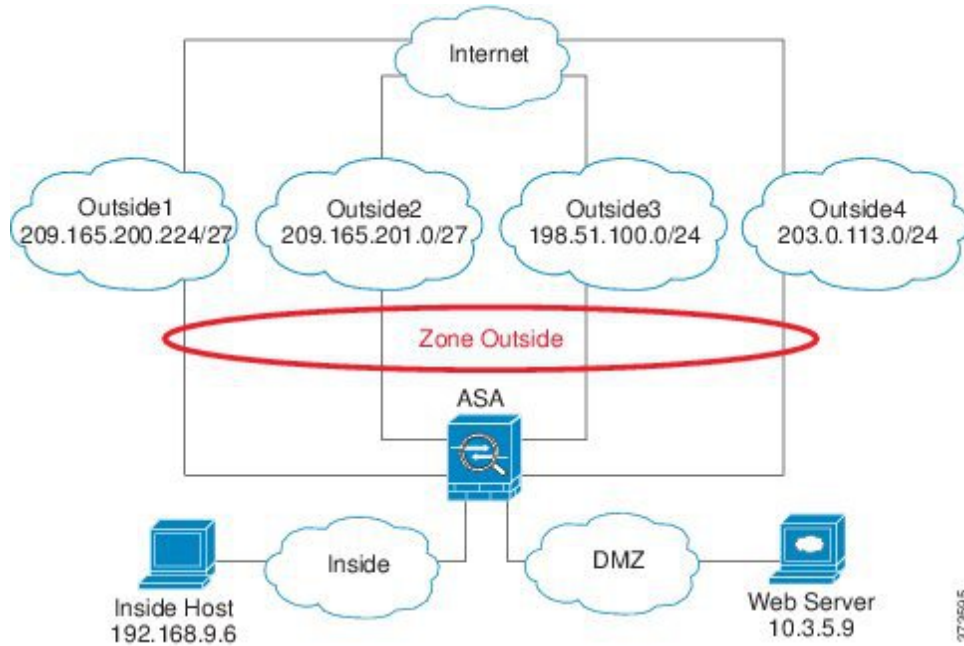 Internet
Outside1
209.165.200.224/27
Outside2
209.165.201.0/27
Outside3
198.51.100.0/24
Outside4
203.0.113.0/24
Zone Outside
ASA
Inside
DMZ
Inside Host
192.168.9.6
Web Server
10.3.5.9
373595